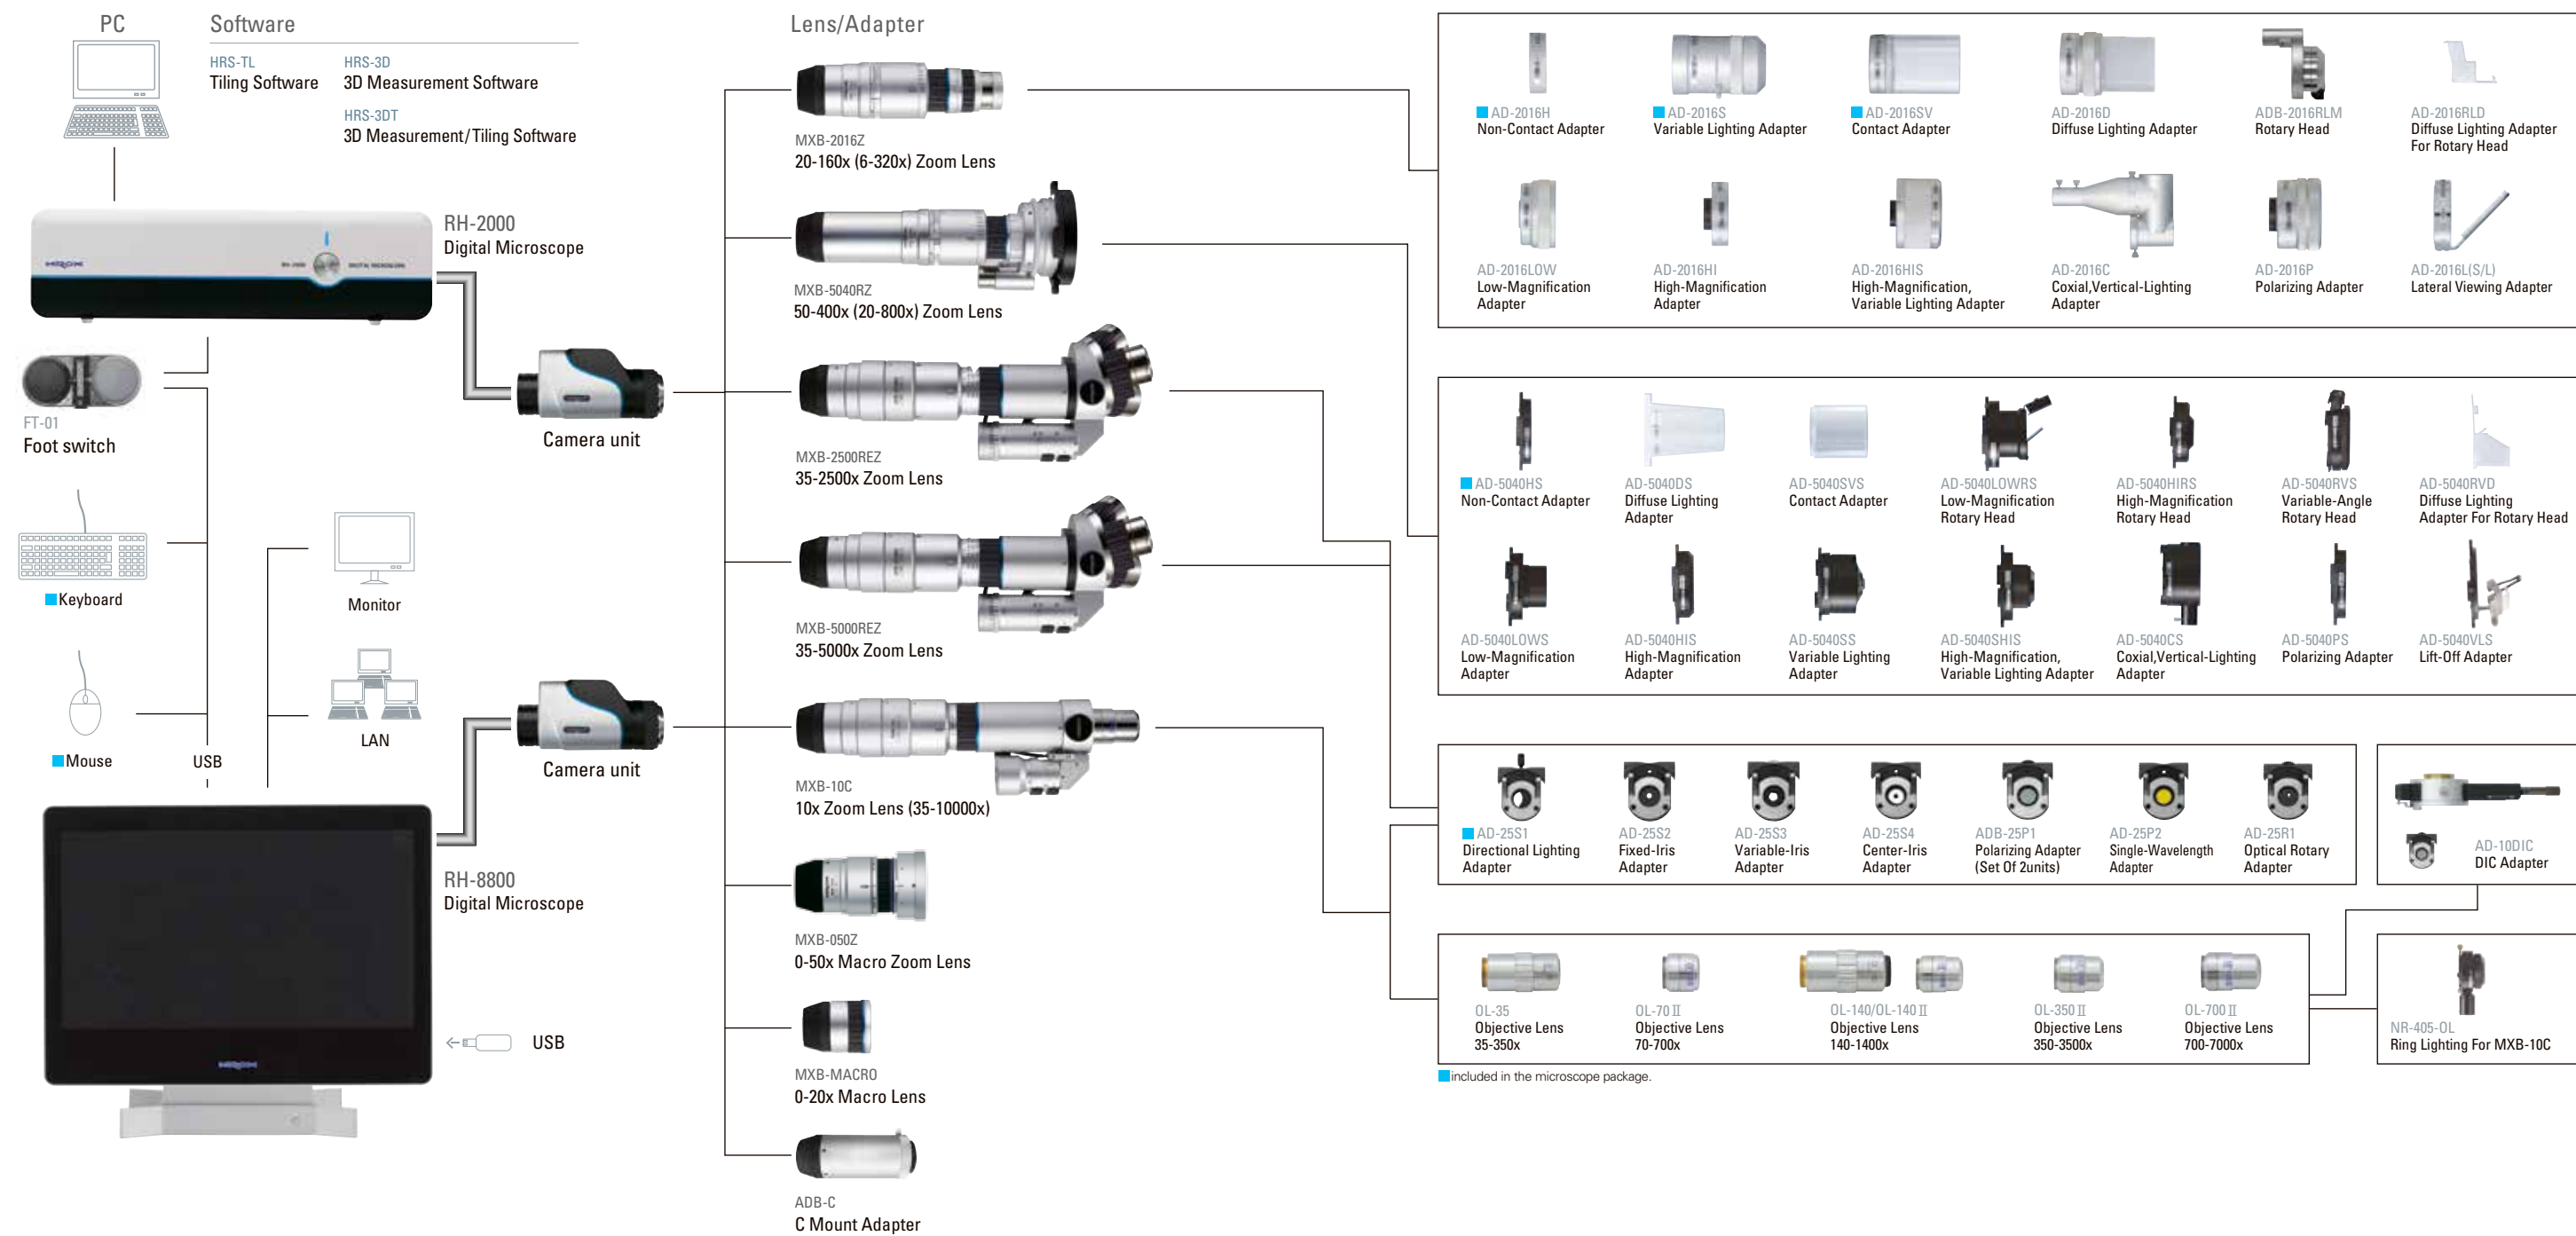 PC
Software
HRS-TL
Tiling Software
HRS-3D
3D Measurement Software
HRS-3DT
3D Measurement/Tiling Software
RH-2000
Digital Microscope
HIROX
FT-01
Foot switch
Keyboard
Mouse
USB
Monitor
LAN
Camera unit
Camera unit
RH-8800
Digital Microscope
HIROX
USB
Lens/Adapter
MXB-2016Z
20-160x (6-320x) Zoom Lens
MXB-5040RZ
50-400x (20-800x) Zoom Lens
MXB-2500REZ
35-2500x Zoom Lens
MXB-5000REZ
35-5000x Zoom Lens
MXB-10C
10x Zoom Lens (35-10000x)
MXB-050Z
0-50x Macro Zoom Lens
MXB-MACRO
0-20x Macro Lens
ADB-C
C Mount Adapter
AD-2016H
Non-Contact Adapter
AD-2016S
Variable Lighting Adapter
AD-2016SV
Contact Adapter
AD-2016D
Diffuse Lighting Adapter
ADB-2016RLM
Rotary Head
AD-2016RLD
Diffuse Lighting Adapter
For Rotary Head
AD-2016LOW
Low-Magnification
Adapter
AD-2016HI
High-Magnification
Adapter
AD-2016HIS
High-Magnification,
Variable Lighting Adapter
AD-2016C
Coxial,Vertical-Lighting
Adapter
AD-2016P
Polarizing Adapter
AD-2016L(S/L)
Lateral Viewing Adapter
AD-5040HS
Non-Contact Adapter
AD-5040DS
Diffuse Lighting
Adapter
AD-5040SVS
Contact Adapter
AD-5040LOWRS
Low-Magnification
Rotary Head
AD-5040HIRS
High-Magnification
Rotary Head
AD-5040RVS
Variable-Angle
Rotary Head
AD-5040RVD
Diffuse Lighting
Adapter For Rotary Head
AD-5040LOWS
Low-Magnification
Adapter
AD-5040HIS
High-Magnification
Adapter
AD-5040SS
Variable Lighting
Adapter
AD-5040SHIS
High-Magnification,
Variable Lighting Adapter
AD-5040CS
Coxial,Vertical-Lighting
Adapter
AD-5040PS
Polarizing Adapter
AD-5040VLS
Lift-Off Adapter
AD-25S1
Directional Lighting
Adapter
AD-25S2
Fixed-Iris
Adapter
AD-25S3
Variable-Iris
Adapter
AD-25S4
Center-Iris
Adapter
ADB-25P1
Polarizing Adapter
(Set Of 2units)
AD-25P2
Single-Wavelength
Adapter
AD-25R1
Optical Rotary
Adapter
AD-10DIC
DIC Adapter
OL-35
Objective Lens
35-350x
OL-70Ⅱ
Objective Lens
70-700x
OL-140/OL-140Ⅱ
Objective Lens
140-1400x
OL-350Ⅱ
Objective Lens
350-3500x
OL-700Ⅱ
Objective Lens
700-7000x
NR-405-OL
Ring Lighting For MXB-10C
included in the microscope package.